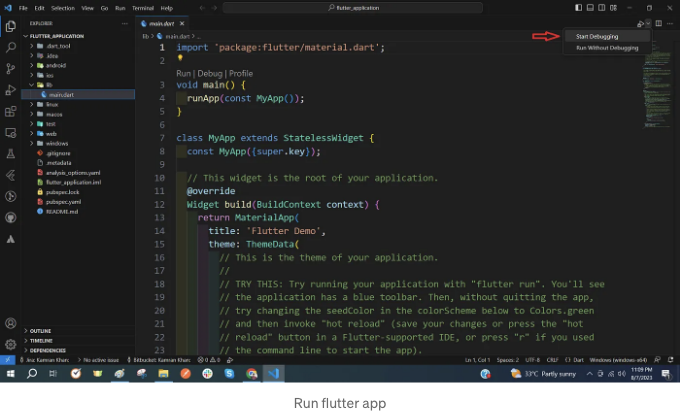 File Edit Selection View Go Run Terminal Help
flutter_application
EXPLORER
FLUTTER_APPLICATION
.dart_tool
.idea
android
ios
lib
main.dart
linux
macos
test
web
windows
.gitignore
.metadata
analysis_options.yaml
flutter_application.iml
pubspec.lock
pubspec.yaml
README.md
OUTLINE
TIMELINE
DEPENDENCIES
main.dart
lib > main.dart > ...
Start Debugging
Run Without Debugging
1 import 'package:flutter/material.dart';
2
Run | Debug | Profile
3 void main() {
4 runApp(const MyApp());
5 }
6
7 class MyApp extends StatelessWidget {
8 const MyApp({super.key});
9
10 // This widget is the root of your application.
11 @override
12 Widget build(BuildContext context) {
13 return MaterialApp(
14 title: 'Flutter Demo',
15 theme: ThemeData(
16 // This is the theme of your application.
17 //
18 // TRY THIS: Try running your application with "flutter run". You'll see
19 // the application has a blue toolbar. Then, without quitting the app,
20 // try changing the seedColor in the colorScheme below to Colors.green
21 // and then invoke "hot reload" (save your changes or press the "hot
22 // reload" button in a Flutter-supported IDE, or press "r" if you used
23 // the command line to start the app).
Jira: Kamran Khan: No active issue Bitbucket: Kamran Khan: 0 0 Ln 1, Col 1 Spaces: 2 UTF-8 CRLF Dart Windows (windows-x64)
33°C Partly sunny
11:09 PM
8/7/2023
Run flutter app